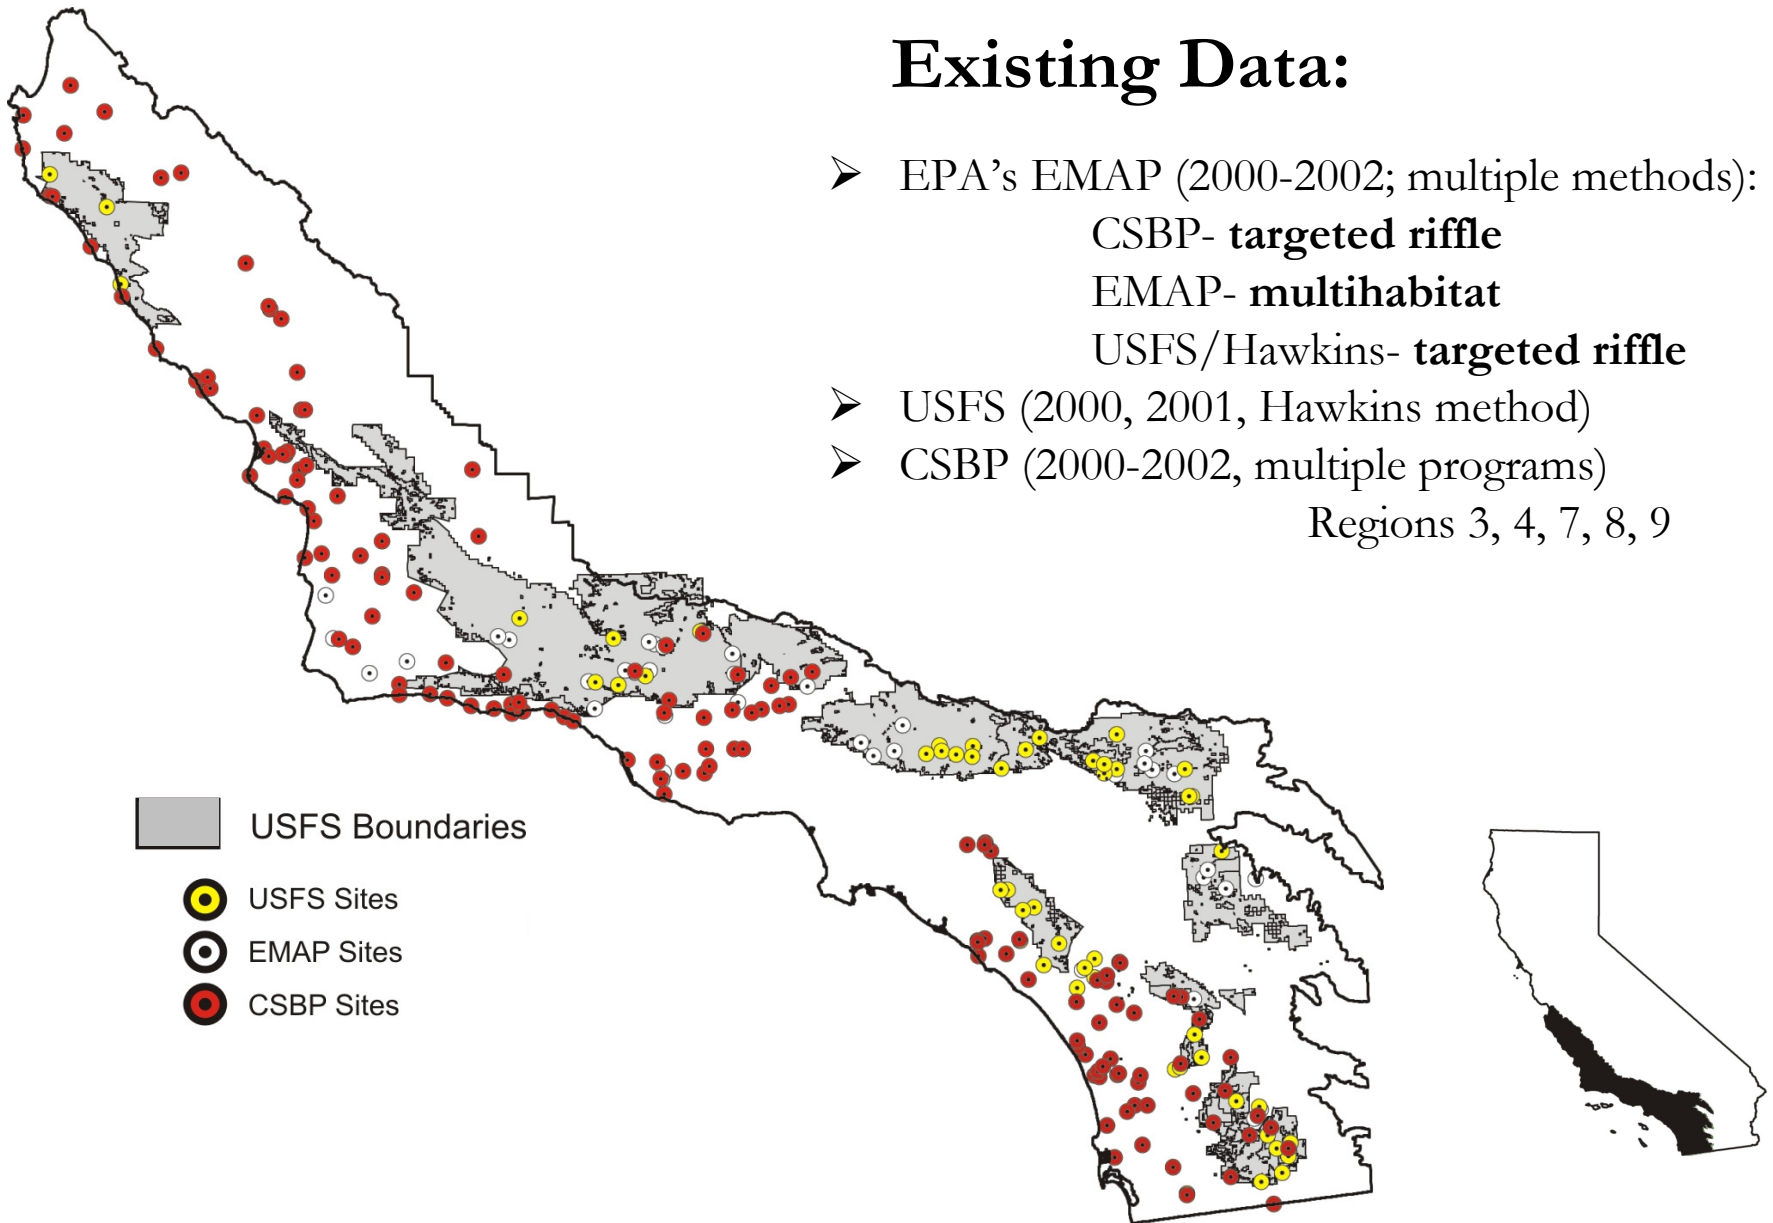 Existing Data:
➢ EPA’s EMAP (2000-2002; multiple methods):
CSBP- targeted riffle
EMAP- multihabitat
USFS/Hawkins- targeted riffle
➢ USFS (2000, 2001, Hawkins method)
➢ CSBP (2000-2002, multiple programs)
Regions 3, 4, 7, 8, 9
USFS Boundaries
USFS Sites
EMAP Sites
CSBP Sites